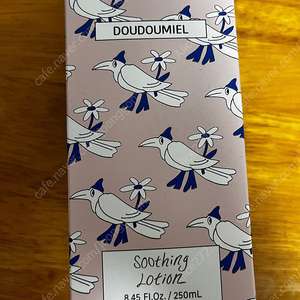 DOUDOUMIEL
Soothing
Lotion
8.45 Fl.Oz. / 250mL